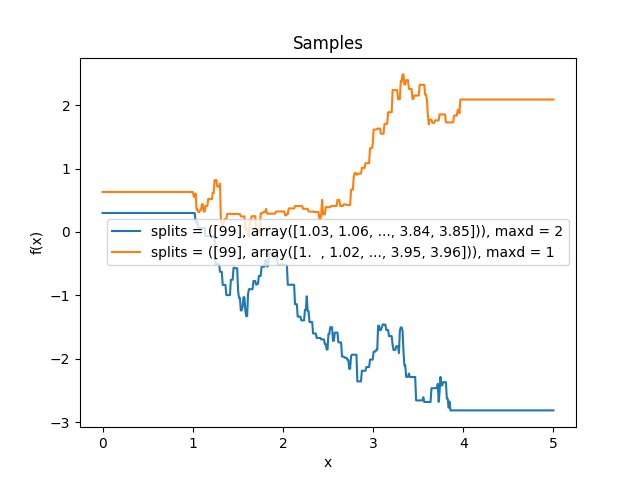 Samples
f(x)
2
1
0
−1
−2
−3
splits = ([99], array([1.03, 1.06, ..., 3.84, 3.85])), maxd = 2
splits = ([99], array([1.  , 1.02, ..., 3.95, 3.96])), maxd = 1
0 1 2 3 4 5
x